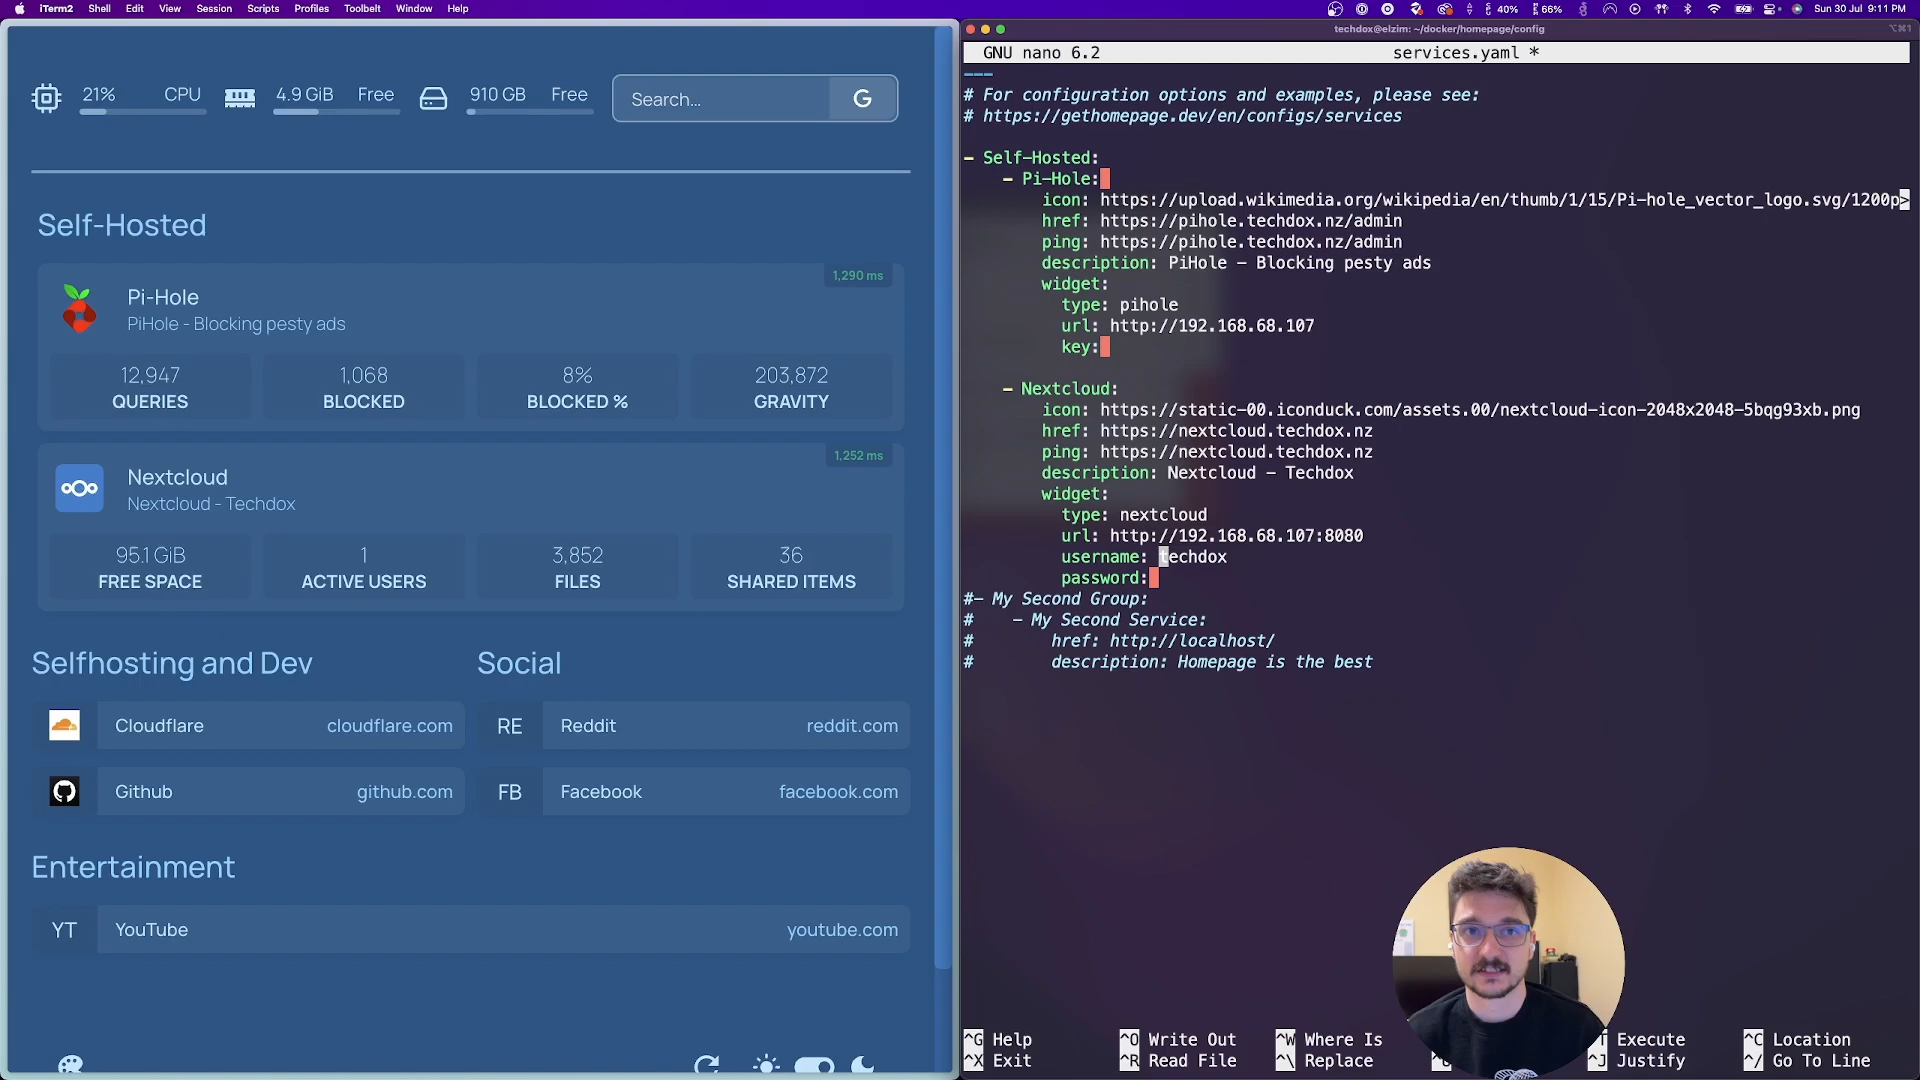 iTerm2 Shell Edit View Session Scripts Profiles Toolbelt Window Help
40% 66% Sun 30 Jul 9:11 PM
21% CPU 4.9 GiB Free 910 GB Free Search... G
Self-Hosted
1,290 ms
Pi-Hole
PiHole - Blocking pesty ads
12,947 1,068 8% 203,872
QUERIES BLOCKED BLOCKED % GRAVITY
1,252 ms
Nextcloud
Nextcloud - Techdox
95.1 GiB 1 3,852 36
FREE SPACE ACTIVE USERS FILES SHARED ITEMS
Selfhosting and Dev Social
Cloudflare cloudflare.com RE Reddit reddit.com
Github github.com FB Facebook facebook.com
Entertainment
YT YouTube youtube.com
techdox@elzim: ~/docker/homepage/config
⌥⌘1
GNU nano 6.2 services.yaml *
---
# For configuration options and examples, please see:
# https://gethomepage.dev/en/configs/services
- Self-Hosted:
- Pi-Hole:
icon: https://upload.wikimedia.org/wikipedia/en/thumb/1/15/Pi-hole_vector_logo.svg/1200p>
href: https://pihole.techdox.nz/admin
ping: https://pihole.techdox.nz/admin
description: PiHole - Blocking pesty ads
widget:
type: pihole
url: http://192.168.68.107
key:
- Nextcloud:
icon: https://static-00.iconduck.com/assets.00/nextcloud-icon-2048x2048-5bqg93xb.png
href: https://nextcloud.techdox.nz
ping: https://nextcloud.techdox.nz
description: Nextcloud - Techdox
widget:
type: nextcloud
url: http://192.168.68.107:8080
username: techdox
password:
#- My Second Group:
#    - My Second Service:
#        href: http://localhost/
#        description: Homepage is the best
^G Help ^O Write Out ^W Where Is Execute ^C Location
^X Exit ^R Read File ^\ Replace ^J Justify ^/ Go To Line